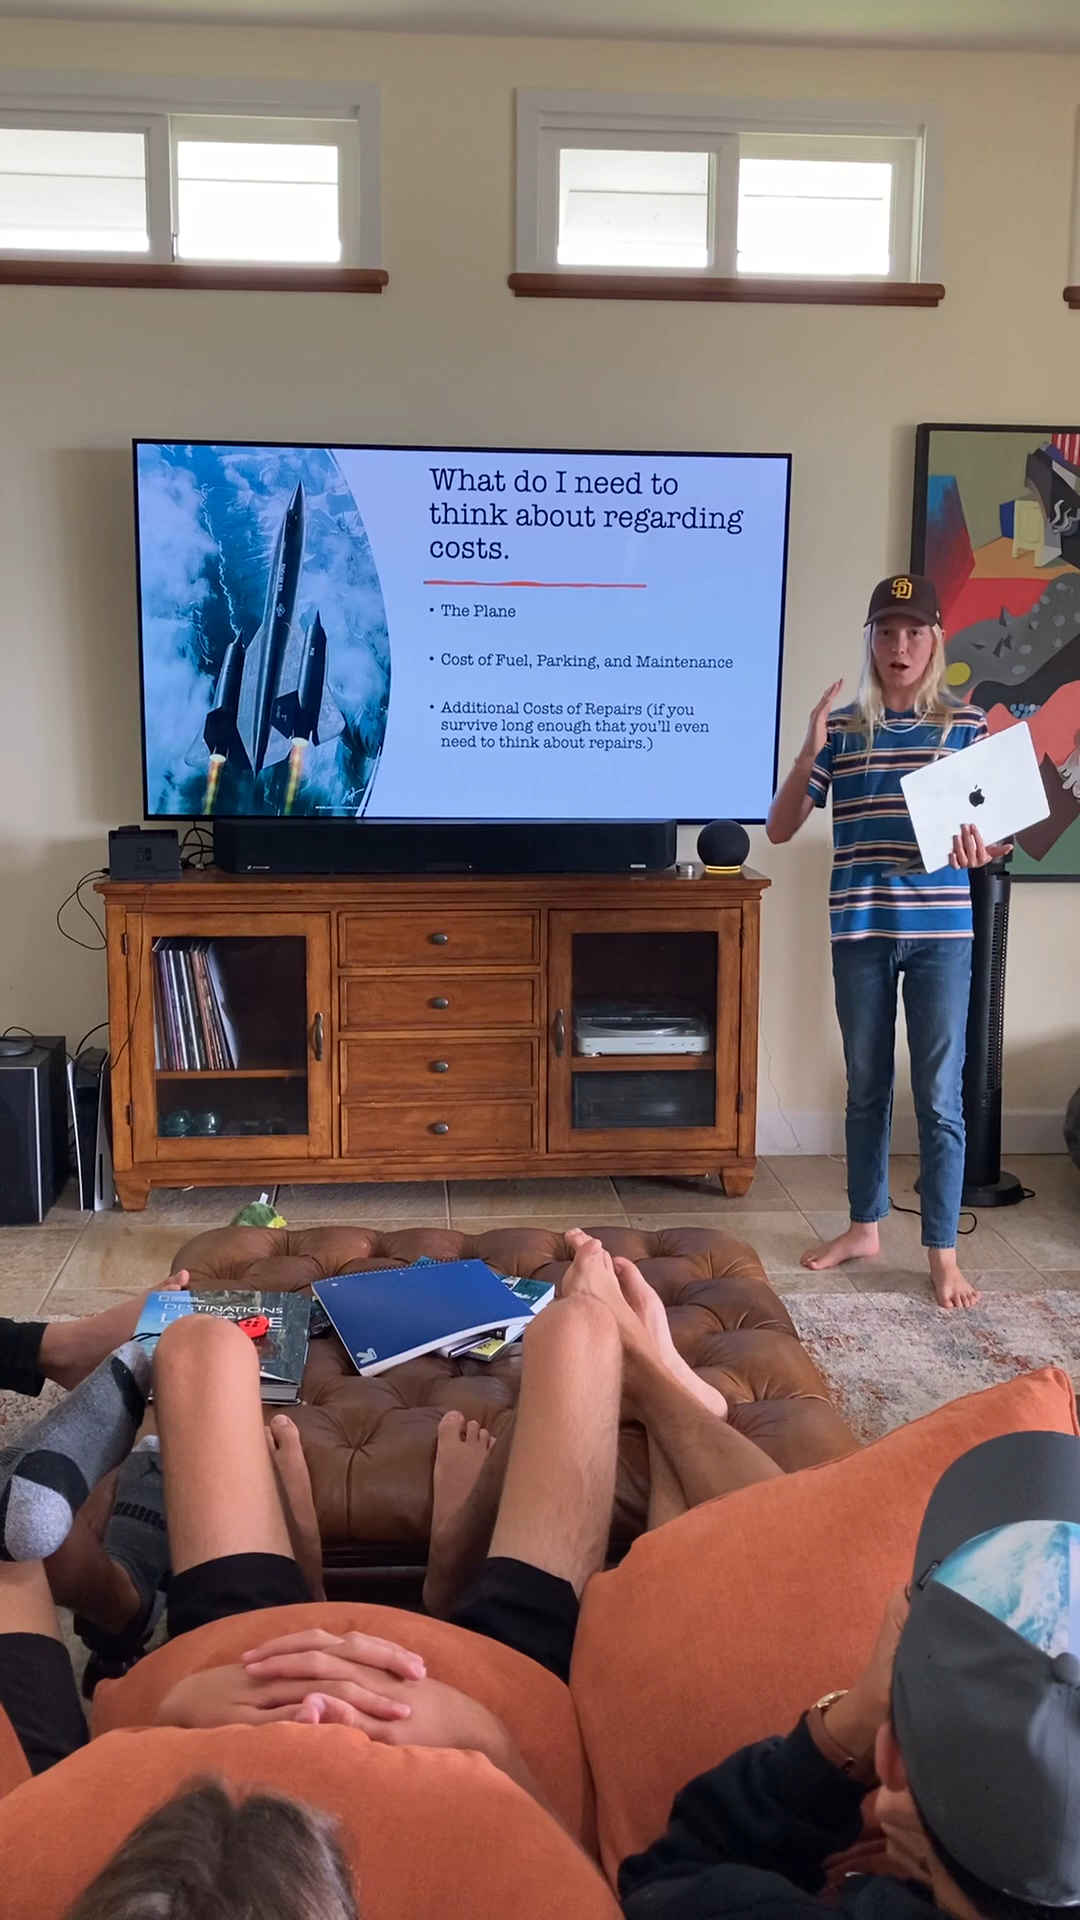 What do I need to
think about regarding
costs.
• The Plane
• Cost of Fuel, Parking, and Maintenance
• Additional Costs of Repairs (if you
survive long enough that you'll even
need to think about repairs.)
SD
DESTINATIONS